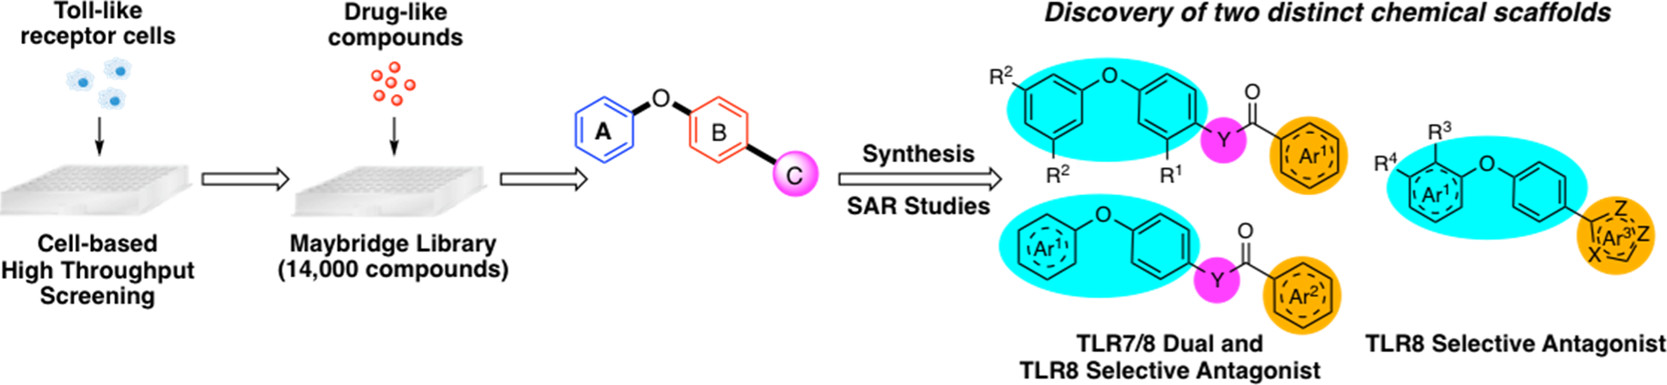 Toll-like
receptor cells
Cell-based
High Throughput
Screening
Drug-like
compounds
Maybridge Library
(14,000 compounds)
A
O
B
C
Synthesis
SAR Studies
Discovery of two distinct chemical scaffolds
R²
O
R²
R¹
Y
O
Ar¹
Ar¹
O
Y
O
Ar²
TLR7/8 Dual and
TLR8 Selective Antagonist
R³
R⁴
Ar¹
O
Z
Ar³
Z
X
TLR8 Selective Antagonist